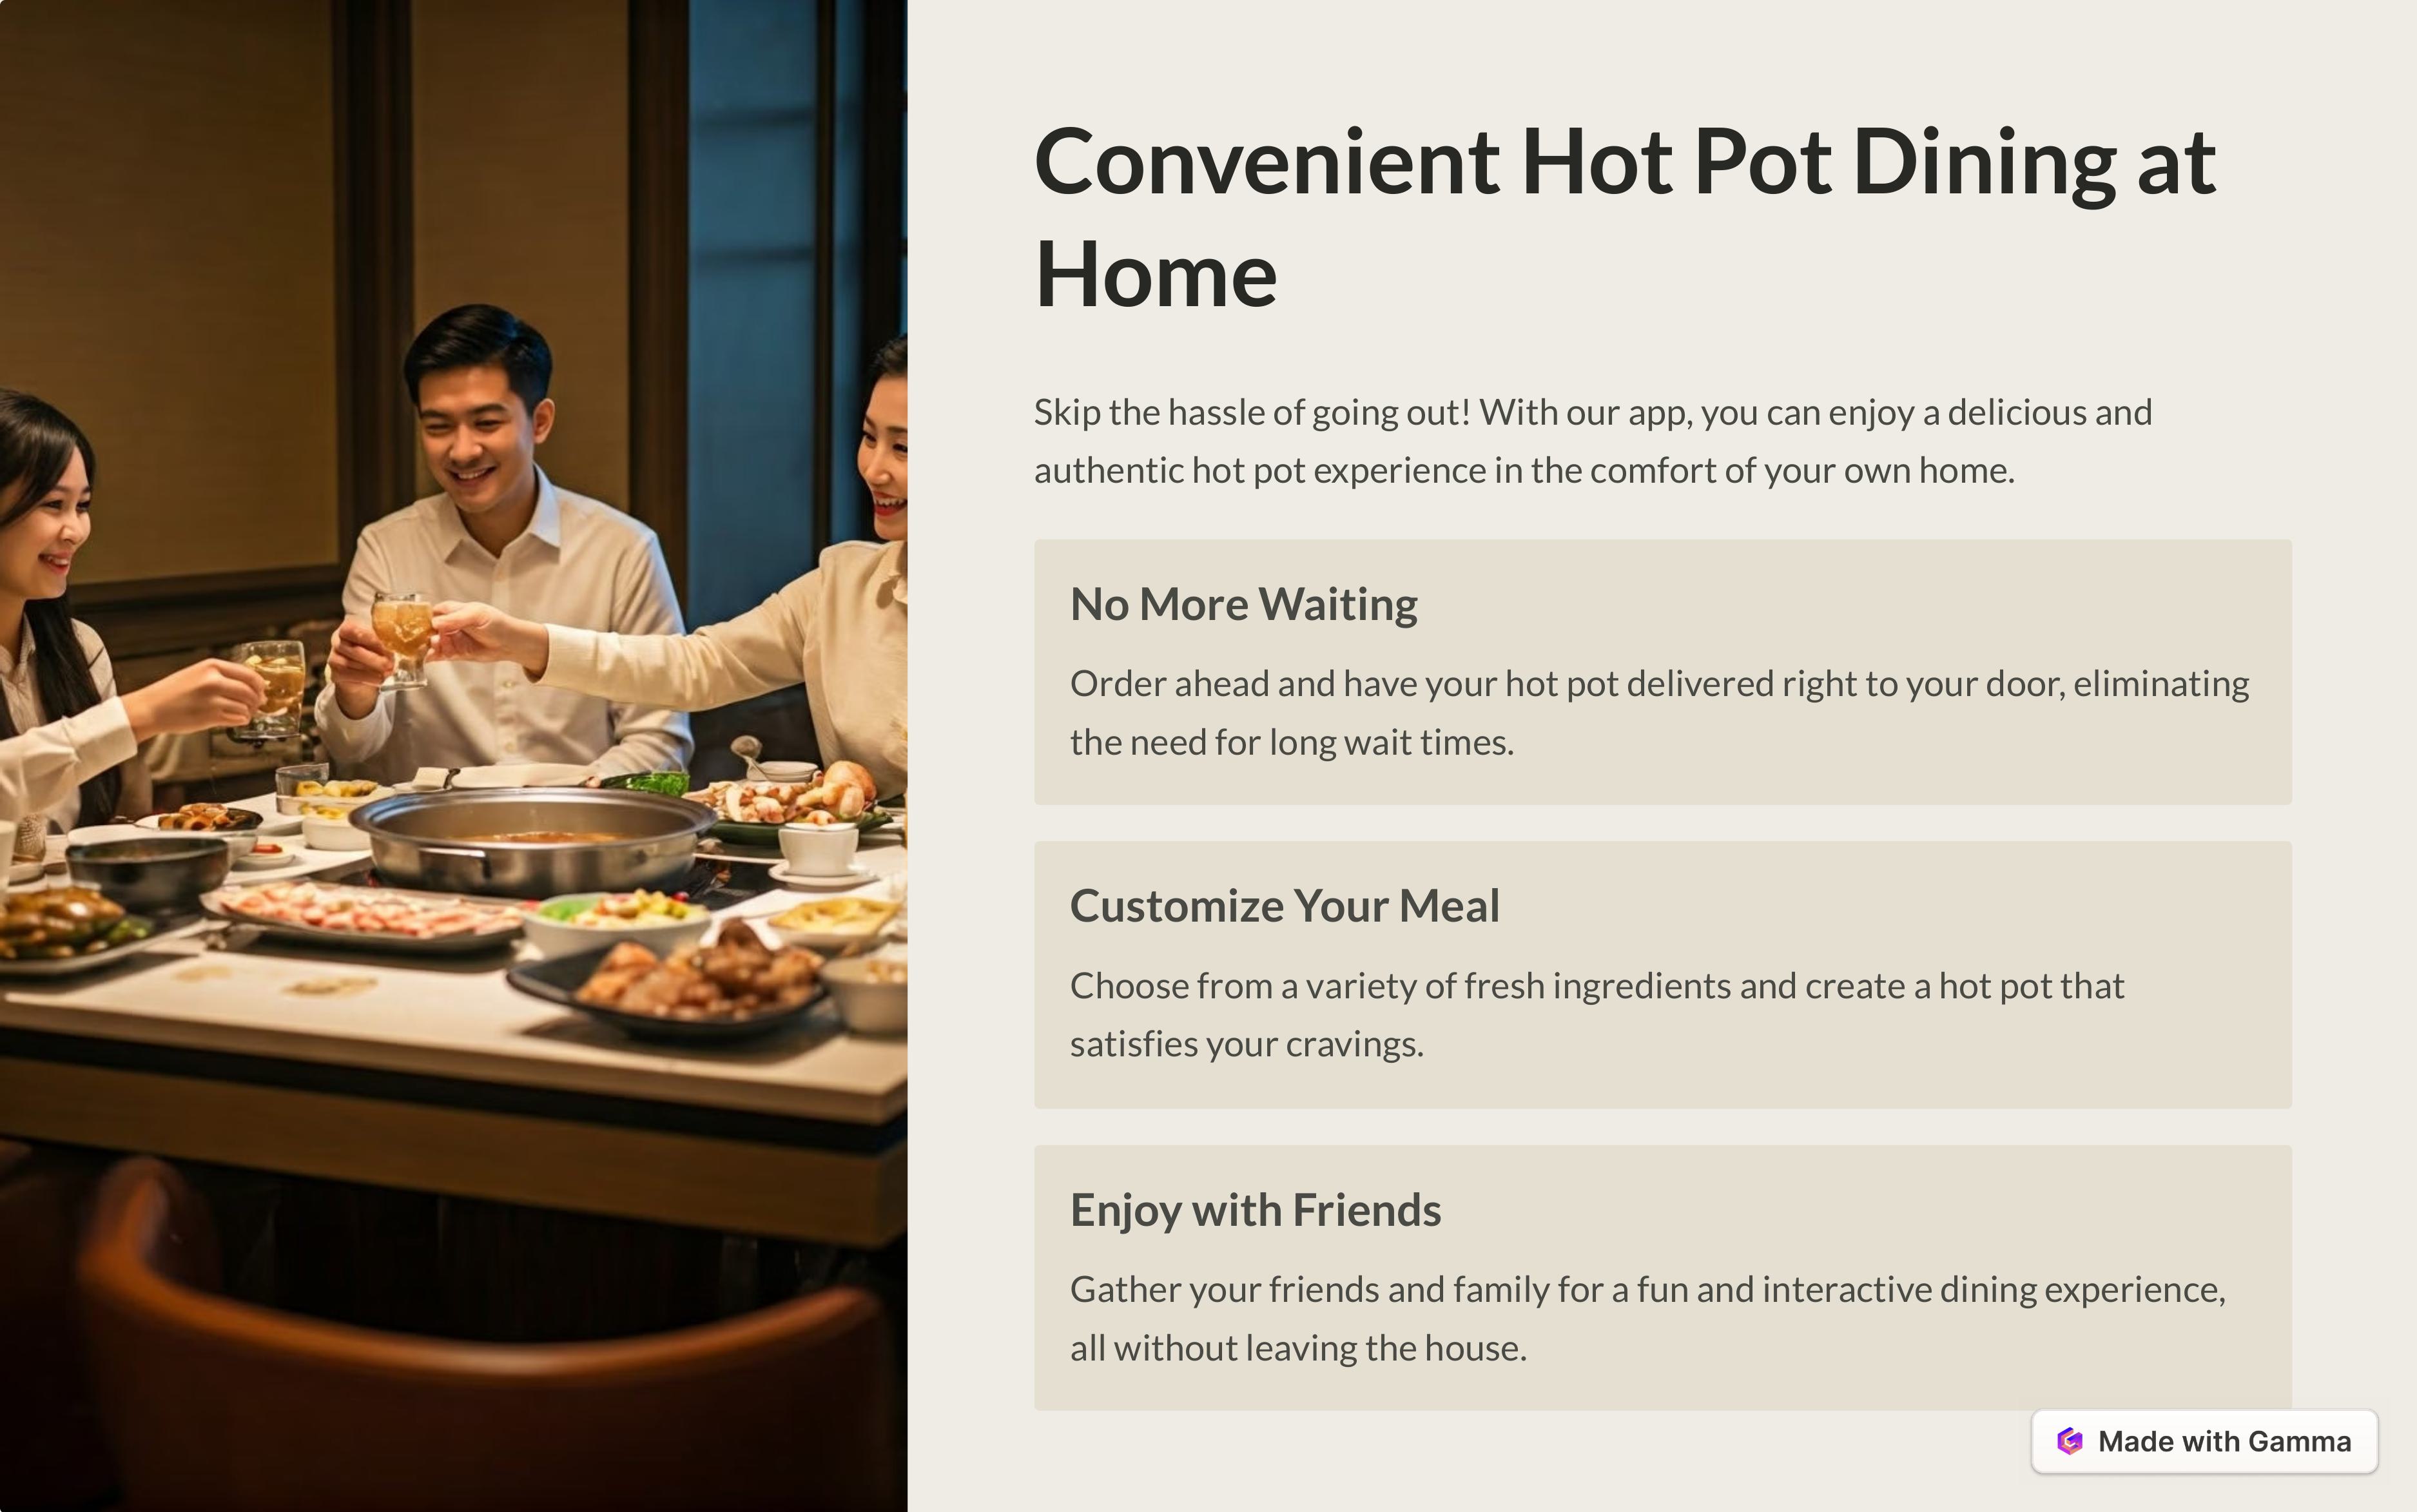 Convenient Hot Pot Dining at
Home
Skip the hassle of going out! With our app, you can enjoy a delicious and
authentic hot pot experience in the comfort of your own home.
No More Waiting
Order ahead and have your hot pot delivered right to your door, eliminating
the need for long wait times.
Customize Your Meal
Choose from a variety of fresh ingredients and create a hot pot that
satisfies your cravings.
Enjoy with Friends
Gather your friends and family for a fun and interactive dining experience,
all without leaving the house.
Made with Gamma